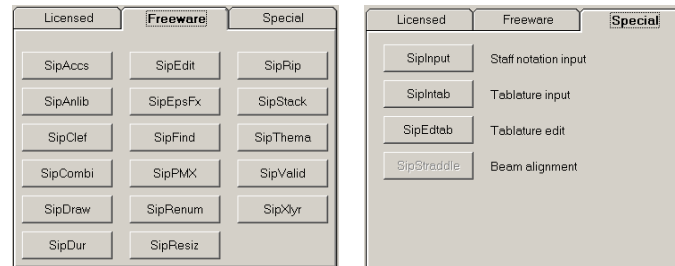 Licensed Freeware Special
SipAccs SipEdit SipRip
SipAnlib SipEpsFx SipStack
SipClef SipFind SipThema
SipCombi SipPMX SipValid
SipDraw SipRenum SipXlyr
SipDur SipResiz
Licensed Freeware Special
SipInput Staff notation input
SipIntab Tablature input
SipEdtab Tablature edit
SipStraddle Beam alignment